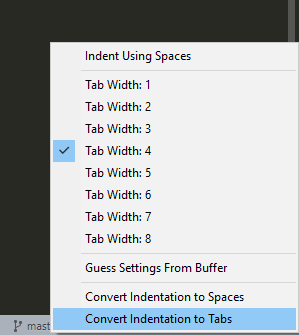 Indent Using Spaces
Tab Width: 1
Tab Width: 2
Tab Width: 3
Tab Width: 4
Tab Width: 5
Tab Width: 6
Tab Width: 7
Tab Width: 8
Guess Settings From Buffer
Convert Indentation to Spaces
mast
Convert Indentation to Tabs